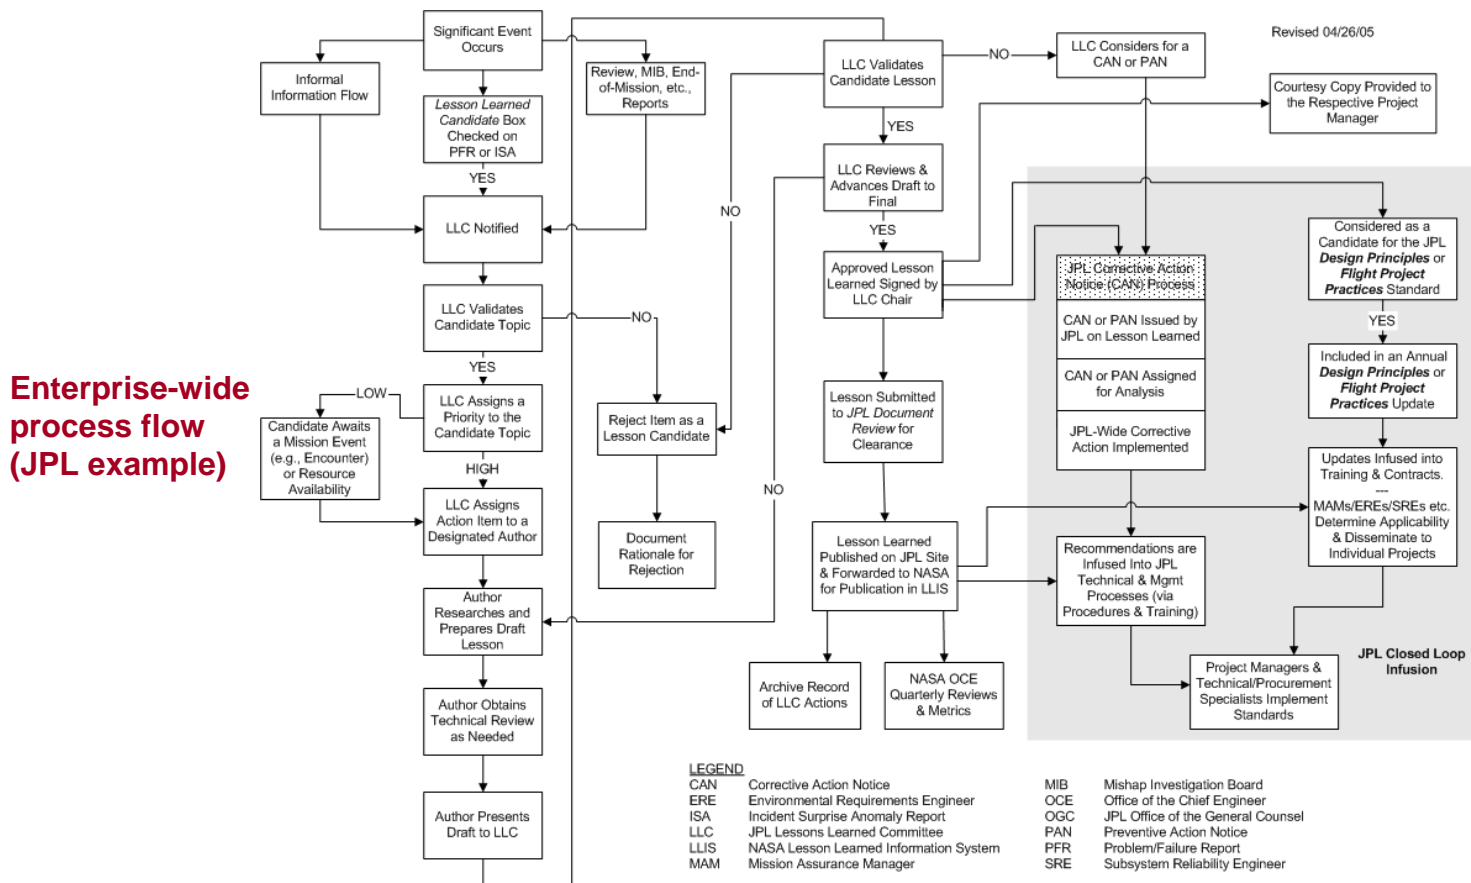 Enterprise-wide
process flow
(JPL example)
Significant Event
Occurs
Informal
Information Flow
Lesson Learned
Candidate Box
Checked on
PFR or ISA
Review, MIB, End-
of-Mission, etc.,
Reports
YES
LLC Notified
LLC Validates
Candidate Topic
NO
YES
LOW
LLC Assigns a
Priority to the
Candidate Topic
Candidate Awaits
a Mission Event
(e.g., Encounter)
or Resource
Availability
HIGH
LLC Assigns
Action Item to a
Designated Author
Reject Item as a
Lesson Candidate
Document
Rationale for
Rejection
Author
Researches and
Prepares Draft
Lesson
Author Obtains
Technical Review
as Needed
Author Presents
Draft to LLC
LLC Validates
Candidate Lesson
NO
NO
YES
LLC Reviews &
Advances Draft to
Final
NO
YES
Approved Lesson
Learned Signed by
LLC Chair
Lesson Submitted
to JPL Document
Review for
Clearance
Lesson Learned
Published on JPL Site
& Forwarded to NASA
for Publication in LLIS
Archive Record
of LLC Actions
NASA OCE
Quarterly Reviews
& Metrics
LLC Considers for a
CAN or PAN
Revised 04/26/05
Courtesy Copy Provided to
the Respective Project
Manager
JPL Corrective Action
Notice (CAN) Process
CAN or PAN Issued by
JPL on Lesson Learned
CAN or PAN Assigned
for Analysis
JPL-Wide Corrective
Action Implemented
Recommendations are
Infused Into JPL
Technical & Mgmt
Processes (via
Procedures & Training)
Considered as a
Candidate for the JPL
Design Principles or
Flight Project
Practices Standard
YES
Included in an Annual
Design Principles or
Flight Project
Practices Update
Updates Infused into
Training & Contracts.
---
MAMs/EREs/SREs etc.
Determine Applicability
& Disseminate to
Individual Projects
Project Managers &
Technical/Procurement
Specialists Implement
Standards
JPL Closed Loop
Infusion
LEGEND
CAN Corrective Action Notice
ERE Environmental Requirements Engineer
ISA Incident Surprise Anomaly Report
LLC JPL Lessons Learned Committee
LLIS NASA Lesson Learned Information System
MAM Mission Assurance Manager
MIB Mishap Investigation Board
OCE Office of the Chief Engineer
OGC JPL Office of the General Counsel
PAN Preventive Action Notice
PFR Problem/Failure Report
SRE Subsystem Reliability Engineer